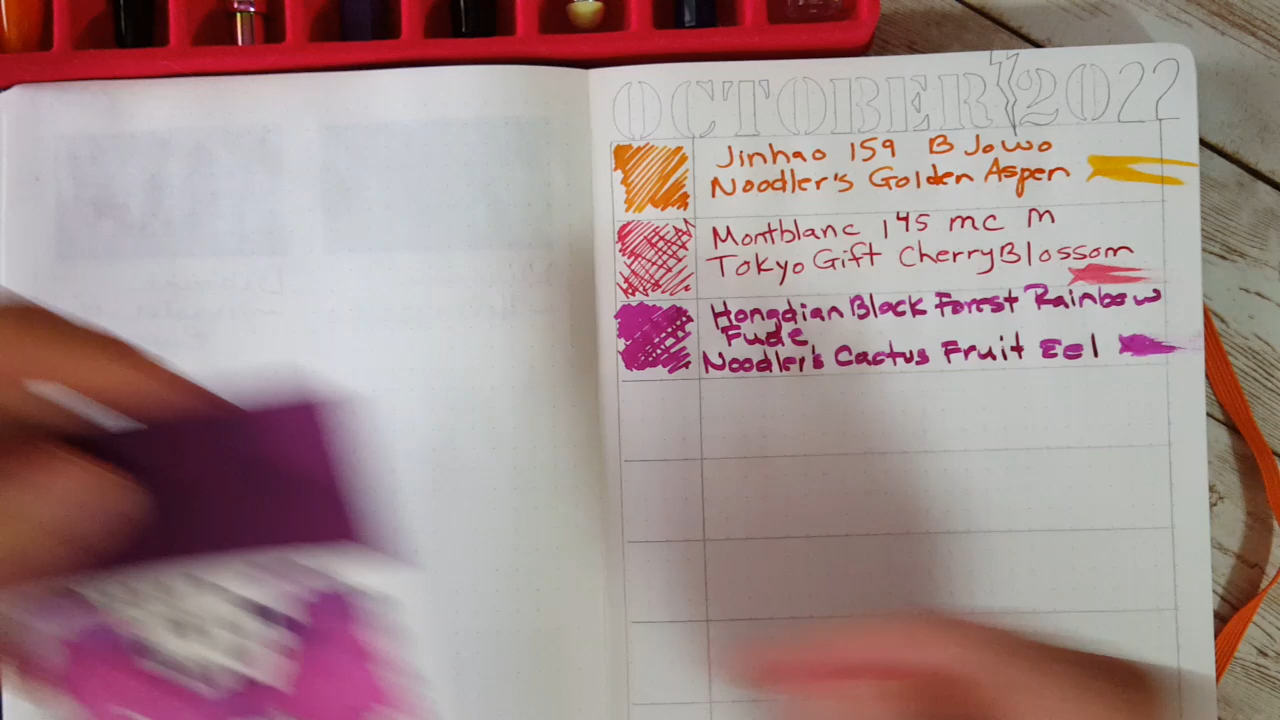 OCTOBER 2022
Jinhao 159 B Jowo
Noodler's Golden Aspen
Montblanc 145 mc M
Tokyo Gift Cherry Blossom
Hongdian Black Forest Rainbow
Fude
Noodler's Cactus Fruit Eel